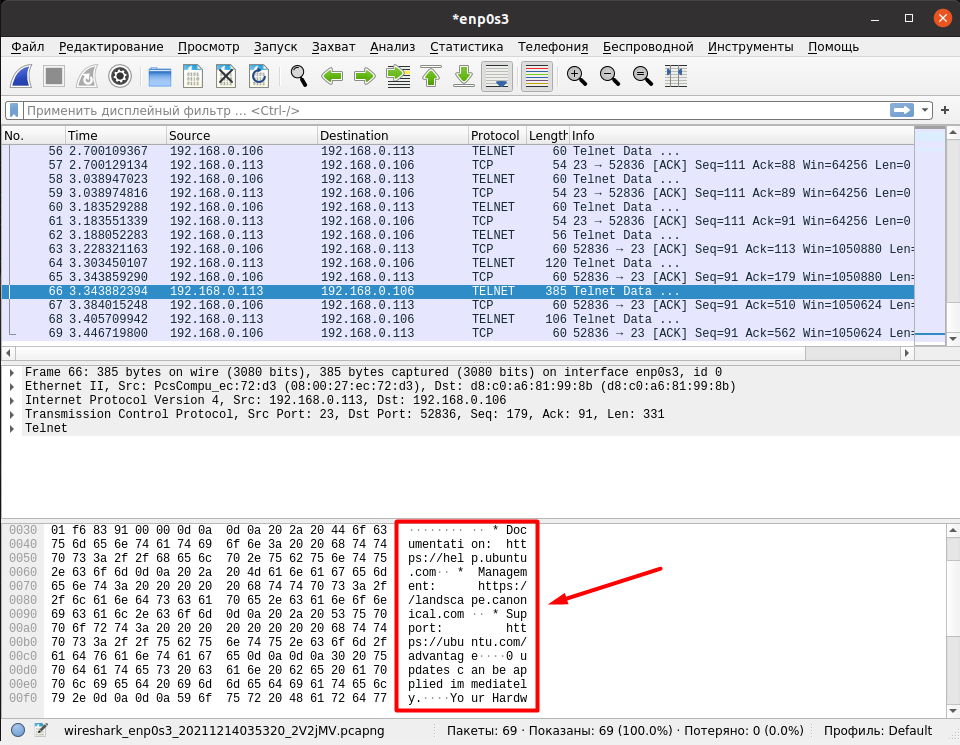 *enp0s3
Файл Редактирование Просмотр Запуск Захват Анализ Статистика Телефония Беспроводной Инструменты Помощь
Применить дисплейный фильтр ... <Ctrl-/>
No. Time Source Destination Protocol Length Info
56 2.700109367 192.168.0.106 192.168.0.113 TELNET 60 Telnet Data ...
57 2.700129134 192.168.0.113 192.168.0.106 TCP 54 23 → 52836 [ACK] Seq=111 Ack=88 Win=64256 Len=0
58 3.038947023 192.168.0.106 192.168.0.113 TELNET 60 Telnet Data ...
59 3.038974816 192.168.0.113 192.168.0.106 TCP 54 23 → 52836 [ACK] Seq=111 Ack=89 Win=64256 Len=0
60 3.183529288 192.168.0.106 192.168.0.113 TELNET 60 Telnet Data ...
61 3.183551339 192.168.0.113 192.168.0.106 TCP 54 23 → 52836 [ACK] Seq=111 Ack=91 Win=64256 Len=0
62 3.188052283 192.168.0.113 192.168.0.106 TELNET 56 Telnet Data ...
63 3.228321163 192.168.0.106 192.168.0.113 TCP 60 52836 → 23 [ACK] Seq=91 Ack=113 Win=1050880 Len=
64 3.303450107 192.168.0.113 192.168.0.106 TELNET 120 Telnet Data ...
65 3.343859290 192.168.0.106 192.168.0.113 TCP 60 52836 → 23 [ACK] Seq=91 Ack=179 Win=1050880 Len=
66 3.343882394 192.168.0.113 192.168.0.106 TELNET 385 Telnet Data ...
67 3.384015248 192.168.0.106 192.168.0.113 TCP 60 52836 → 23 [ACK] Seq=91 Ack=510 Win=1050624 Len=
68 3.405709942 192.168.0.113 192.168.0.106 TELNET 106 Telnet Data ...
69 3.446719800 192.168.0.106 192.168.0.113 TCP 60 52836 → 23 [ACK] Seq=91 Ack=562 Win=1050624 Len=
Frame 66: 385 bytes on wire (3080 bits), 385 bytes captured (3080 bits) on interface enp0s3, id 0
Ethernet II, Src: PcsCompu_ec:72:d3 (08:00:27:ec:72:d3), Dst: d8:c0:a6:81:99:8b (d8:c0:a6:81:99:8b)
Internet Protocol Version 4, Src: 192.168.0.113, Dst: 192.168.0.106
Transmission Control Protocol, Src Port: 23, Dst Port: 52836, Seq: 179, Ack: 91, Len: 331
Telnet
0030 01 f6 83 91 00 00 0d 0a 0d 0a 20 2a 20 44 6f 63 ········ ·· * Doc
0040 75 6d 65 6e 74 61 74 69 6f 6e 3a 20 20 68 74 74 umentati on: htt
0050 70 73 3a 2f 2f 68 65 6c 70 2e 75 62 75 6e 74 75 ps://hel p.ubuntu
0060 2e 63 6f 6d 0d 0a 20 2a 20 4d 61 6e 61 67 65 6d .com·· * Managem
0070 65 6e 74 3a 20 20 20 20 20 68 74 74 70 73 3a 2f ent: https:/
0080 2f 6c 61 6e 64 73 63 61 70 65 2e 63 61 6e 6f 6e /landsca pe.canon
0090 69 63 61 6c 2e 63 6f 6d 0d 0a 20 2a 20 53 75 70 ical.com ·· * Sup
00a0 70 6f 72 74 3a 20 20 20 20 20 20 20 20 68 74 74 port: htt
00b0 70 73 3a 2f 2f 75 62 75 6e 74 75 2e 63 6f 6d 2f ps://ubu ntu.com/
00c0 61 64 76 61 6e 74 61 67 65 0d 0a 0d 0a 30 20 75 advantag e····0 u
00d0 70 64 61 74 65 73 20 63 61 6e 20 62 65 20 61 70 pdates c an be ap
00e0 70 6c 69 65 64 20 69 6d 6d 65 64 69 61 74 65 6c plied im mediatel
00f0 79 2e 0d 0a 0d 0a 59 6f 75 72 20 48 61 72 64 77 y.····Yo ur Hardw
wireshark_enp0s3_20211214035320_2V2jMV.pcapng Пакеты: 69 · Показаны: 69 (100.0%) · Потеряно: 0 (0.0%) Профиль: Default